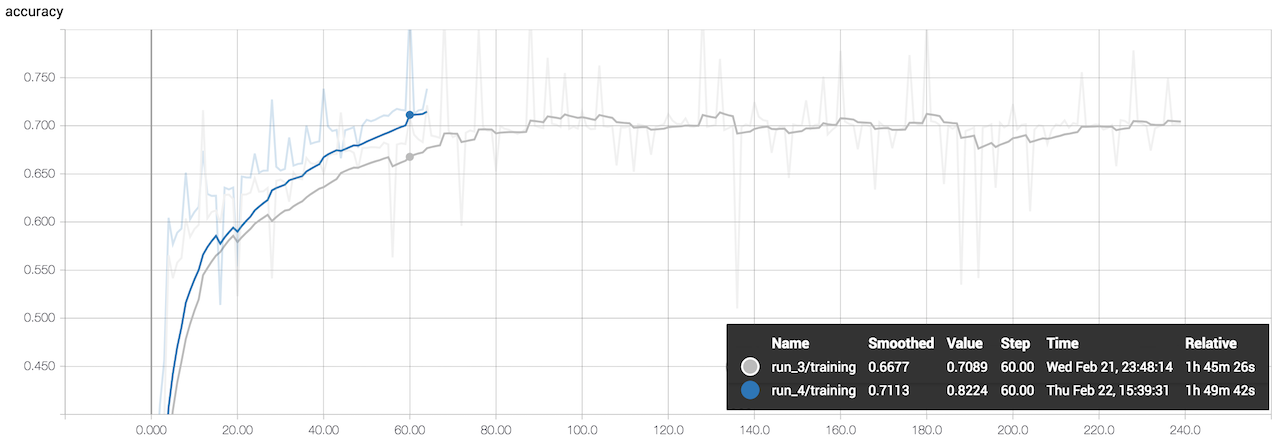 accuracy
0.750
0.700
0.650
0.600
0.550
0.500
0.450
Name Smoothed Value Step Time Relative
run_3/training 0.6677 0.7089 60.00 Wed Feb 21, 23:48:14 1h 45m 26s
run_4/training 0.7113 0.8224 60.00 Thu Feb 22, 15:39:31 1h 49m 42s
0.000 20.00 40.00 60.00 80.00 100.0 120.0 140.0 160.0 180.0 200.0 220.0 240.0